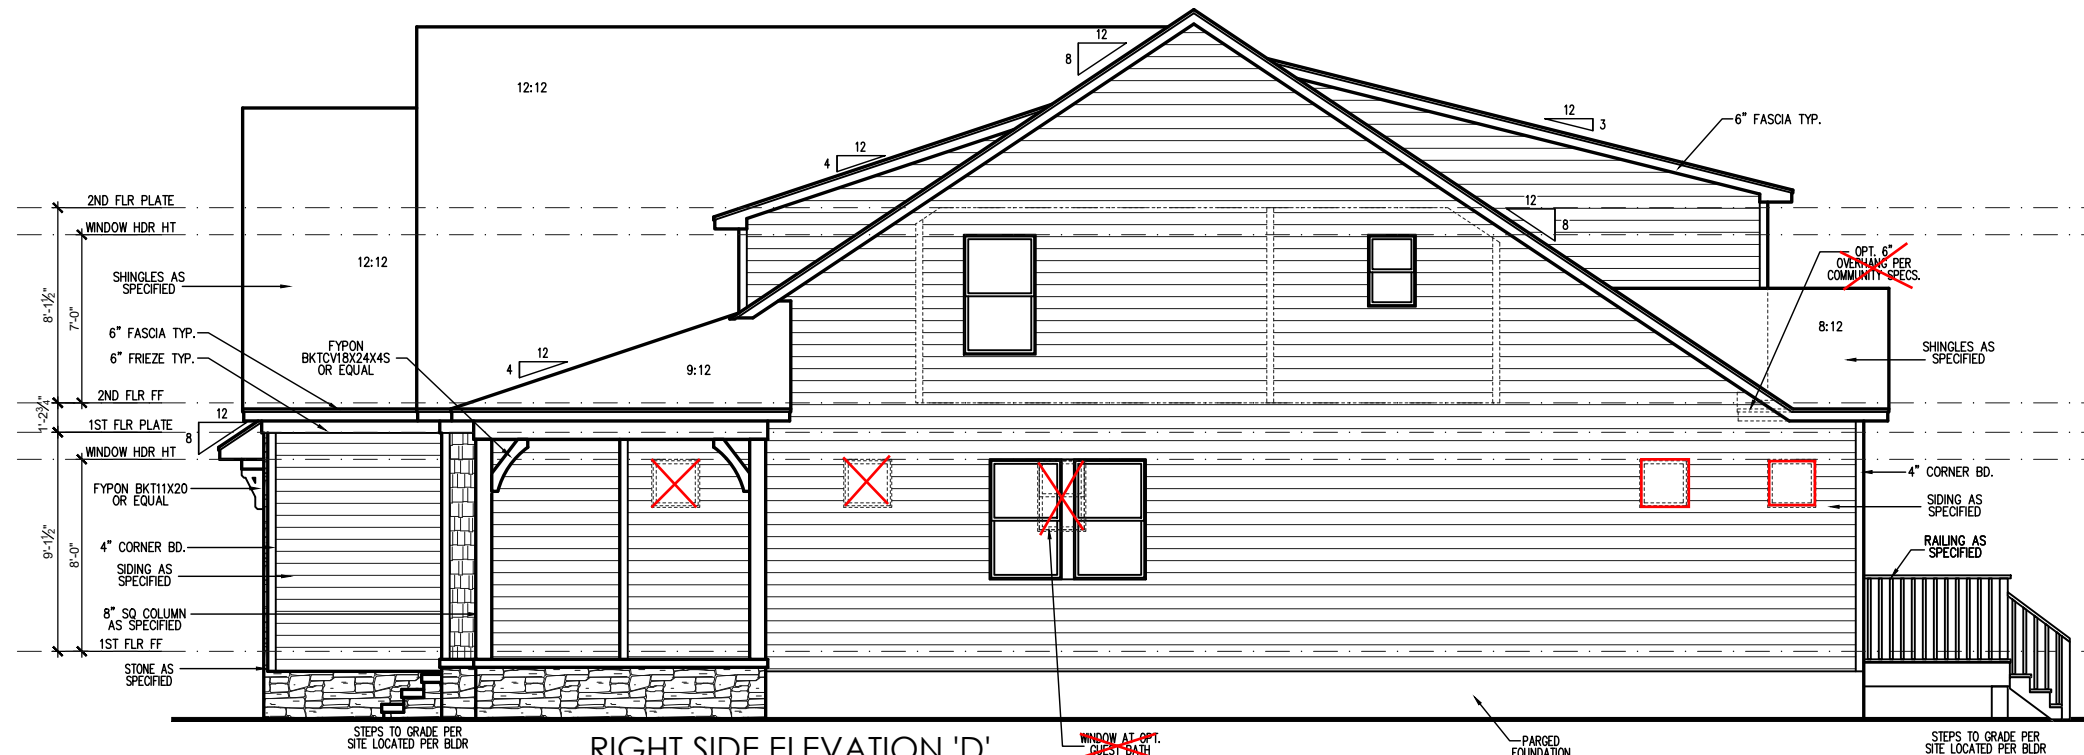 12
8
12:12
12
3
6" FASCIA TYP.
12
4
2ND FLR PLATE
WINDOW HDR HT
12
8
OPT. 6"
OVERHANG PER
COMMUNITY SPECS.
12:12
SHINGLES AS
SPECIFIED
8'-1½"
7'-0"
6" FASCIA TYP.
6" FRIEZE TYP.
FYPON
BKTCV18X24X4S
OR EQUAL
12
4
9:12
8:12
SHINGLES AS
SPECIFIED
2ND FLR FF
1'-2¾"
12
8
1ST FLR PLATE
WINDOW HDR HT
FYPON BKT11X20
OR EQUAL
4" CORNER BD.
SIDING AS
SPECIFIED
9'-1½"
8'-0"
4" CORNER BD.
SIDING AS
SPECIFIED
RAILING AS
SPECIFIED
8" SQ COLUMN
AS SPECIFIED
1ST FLR FF
STONE AS
SPECIFIED
STEPS TO GRADE PER
SITE LOCATED PER BLDR
RIGHT SIDE ELEVATION 'D'
WINDOW AT OPT.
GUEST BATH
PARGED
FOUNDATION
STEPS TO GRADE PER
SITE LOCATED PER BLDR